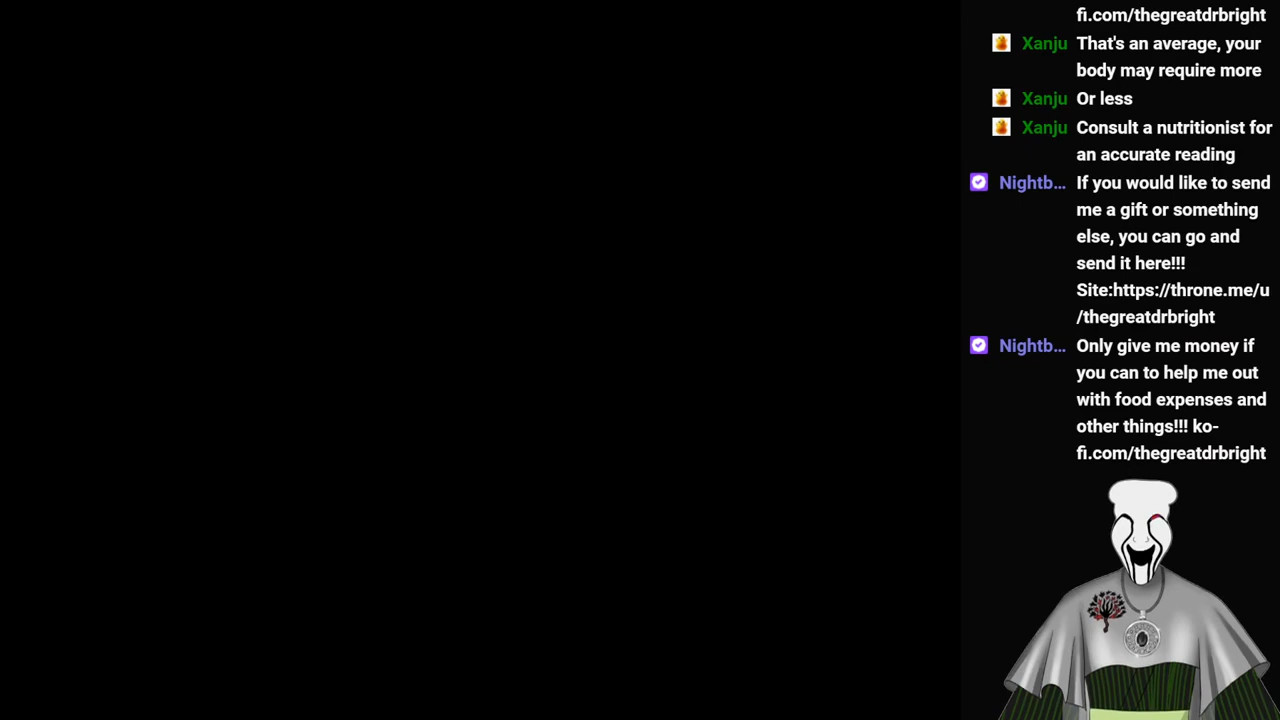 fi.com/thegreatdrbright
Xanju That's an average, your
body may require more
Xanju Or less
Xanju Consult a nutritionist for
an accurate reading
Nightb… If you would like to send
me a gift or something
else, you can go and
send it here!!!
Site:https://throne.me/u
/thegreatdrbright
Nightb… Only give me money if
you can to help me out
with food expenses and
other things!!! ko-
fi.com/thegreatdrbright